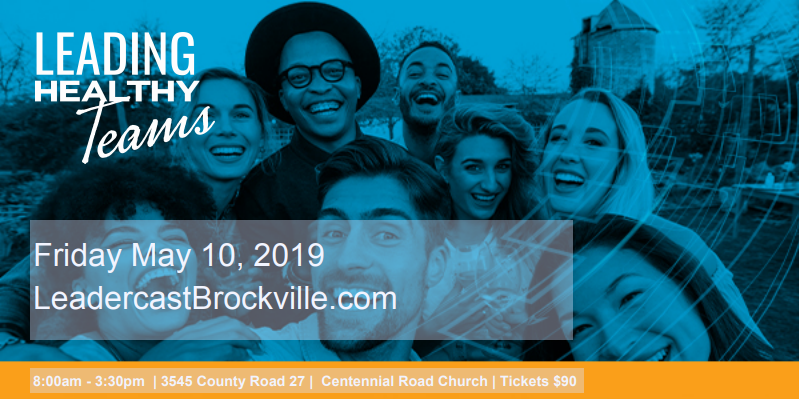 LEADING
HEALTHY
Teams
Friday May 10, 2019
LeadercastBrockville.com
8:00am - 3:30pm | 3545 County Road 27 | Centennial Road Church | Tickets $90